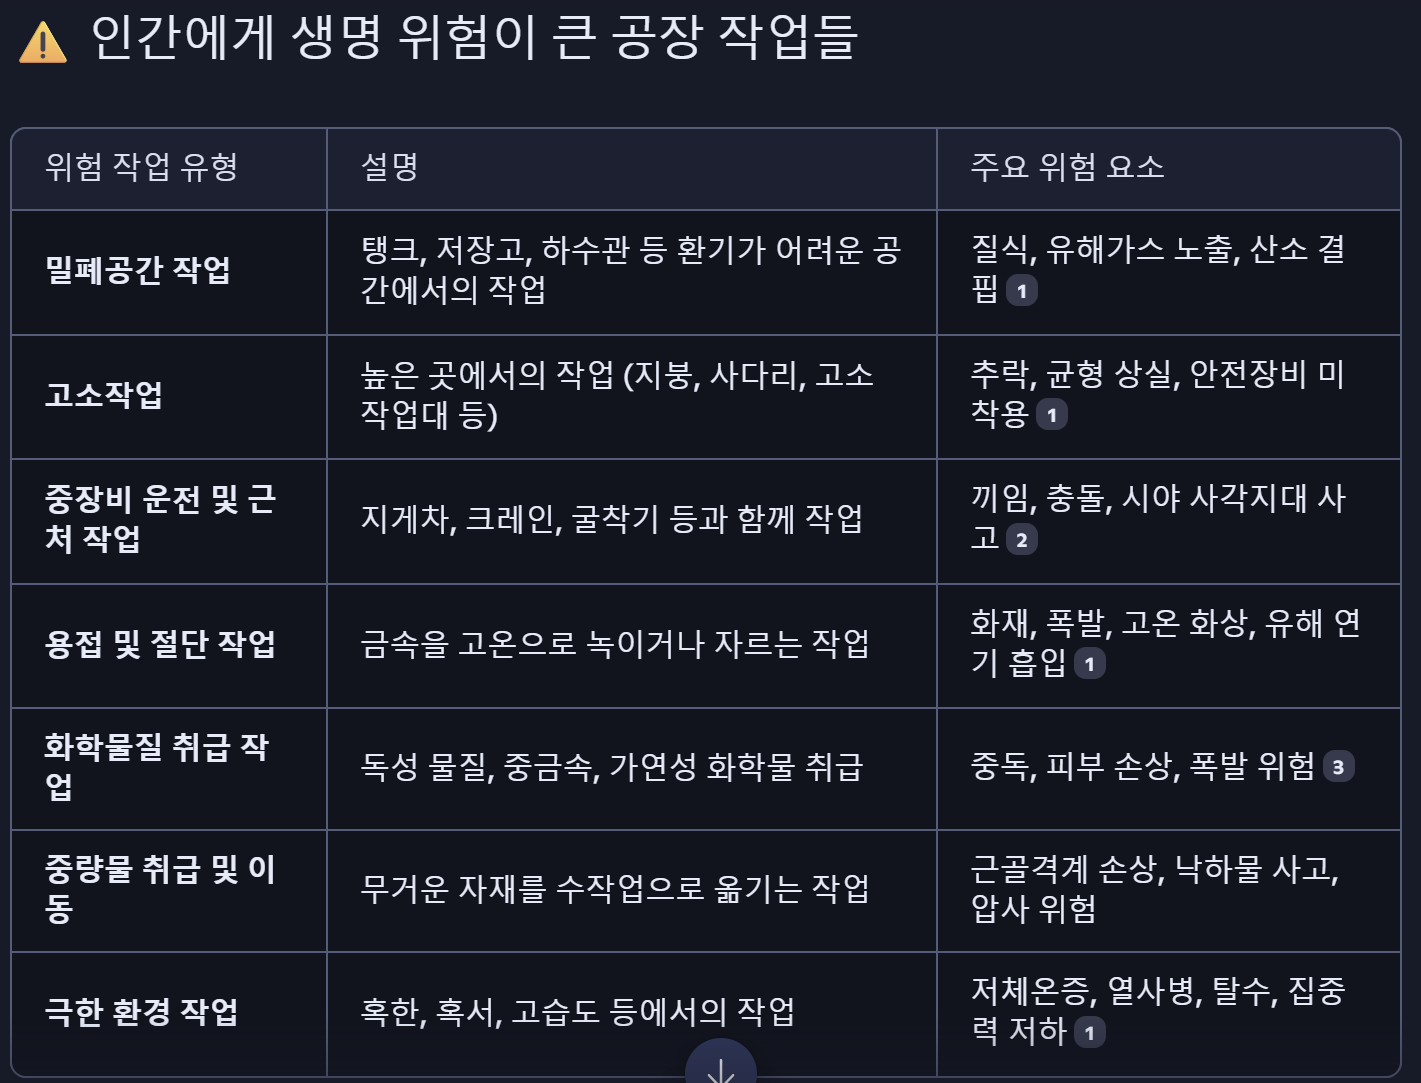 ⚠️ 인간에게 생명 위험이 큰 공장 작업들
위험 작업 유형
설명
주요 위험 요소
밀폐공간 작업
탱크, 저장고, 하수관 등 환기가 어려운 공
간에서의 작업
질식, 유해가스 노출, 산소 결
핍 1
고소작업
높은 곳에서의 작업 (지붕, 사다리, 고소
작업대 등)
추락, 균형 상실, 안전장비 미
착용 1
중장비 운전 및 근
처 작업
지게차, 크레인, 굴착기 등과 함께 작업
끼임, 충돌, 시야 사각지대 사
고 2
용접 및 절단 작업
금속을 고온으로 녹이거나 자르는 작업
화재, 폭발, 고온 화상, 유해 연
기 흡입 1
화학물질 취급 작
업
독성 물질, 중금속, 가연성 화학물 취급
중독, 피부 손상, 폭발 위험 3
중량물 취급 및 이
동
무거운 자재를 수작업으로 옮기는 작업
근골격계 손상, 낙하물 사고,
압사 위험
극한 환경 작업
혹한, 혹서, 고습도 등에서의 작업
저체온증, 열사병, 탈수, 집중
력 저하 1